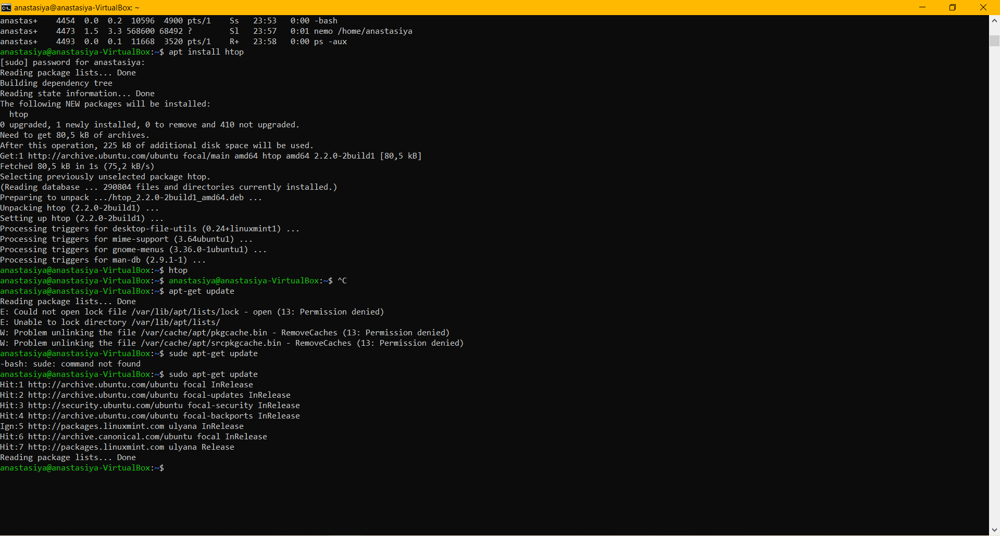 anastasiya@anastasiya-VirtualBox: ~
anastas+    4454  0.0  0.2  10596  4900 pts/1    Ss   23:53   0:00 -bash
anastas+    4473  1.5  3.3 568600 68492 ?        Sl   23:57   0:01 nemo /home/anastasiya
anastas+    4493  0.0  0.1  11668  3520 pts/1    R+   23:58   0:00 ps -aux
anastasiya@anastasiya-VirtualBox:~$ apt install htop
[sudo] password for anastasiya:
Reading package lists... Done
Building dependency tree
Reading state information... Done
The following NEW packages will be installed:
  htop
0 upgraded, 1 newly installed, 0 to remove and 410 not upgraded.
Need to get 80,5 kB of archives.
After this operation, 225 kB of additional disk space will be used.
Get:1 http://archive.ubuntu.com/ubuntu focal/main amd64 htop amd64 2.2.0-2build1 [80,5 kB]
Fetched 80,5 kB in 1s (75,2 kB/s)
Selecting previously unselected package htop.
(Reading database ... 290804 files and directories currently installed.)
Preparing to unpack .../htop_2.2.0-2build1_amd64.deb ...
Unpacking htop (2.2.0-2build1) ...
Setting up htop (2.2.0-2build1) ...
Processing triggers for desktop-file-utils (0.24+linuxmint1) ...
Processing triggers for mime-support (3.64ubuntu1) ...
Processing triggers for gnome-menus (3.36.0-1ubuntu1) ...
Processing triggers for man-db (2.9.1-1) ...
anastasiya@anastasiya-VirtualBox:~$ htop
anastasiya@anastasiya-VirtualBox:~$ anastasiya@anastasiya-VirtualBox:~$ ^C
anastasiya@anastasiya-VirtualBox:~$ apt-get update
Reading package lists... Done
E: Could not open lock file /var/lib/apt/lists/lock - open (13: Permission denied)
E: Unable to lock directory /var/lib/apt/lists/
W: Problem unlinking the file /var/cache/apt/pkgcache.bin - RemoveCaches (13: Permission denied)
W: Problem unlinking the file /var/cache/apt/srcpkgcache.bin - RemoveCaches (13: Permission denied)
anastasiya@anastasiya-VirtualBox:~$ sude apt-get update
-bash: sude: command not found
anastasiya@anastasiya-VirtualBox:~$ sudo apt-get update
Hit:1 http://archive.ubuntu.com/ubuntu focal InRelease
Hit:2 http://archive.ubuntu.com/ubuntu focal-updates InRelease
Hit:3 http://security.ubuntu.com/ubuntu focal-security InRelease
Hit:4 http://archive.ubuntu.com/ubuntu focal-backports InRelease
Ign:5 http://packages.linuxmint.com ulyana InRelease
Hit:6 http://archive.canonical.com/ubuntu focal InRelease
Hit:7 http://packages.linuxmint.com ulyana Release
Reading package lists... Done
anastasiya@anastasiya-VirtualBox:~$